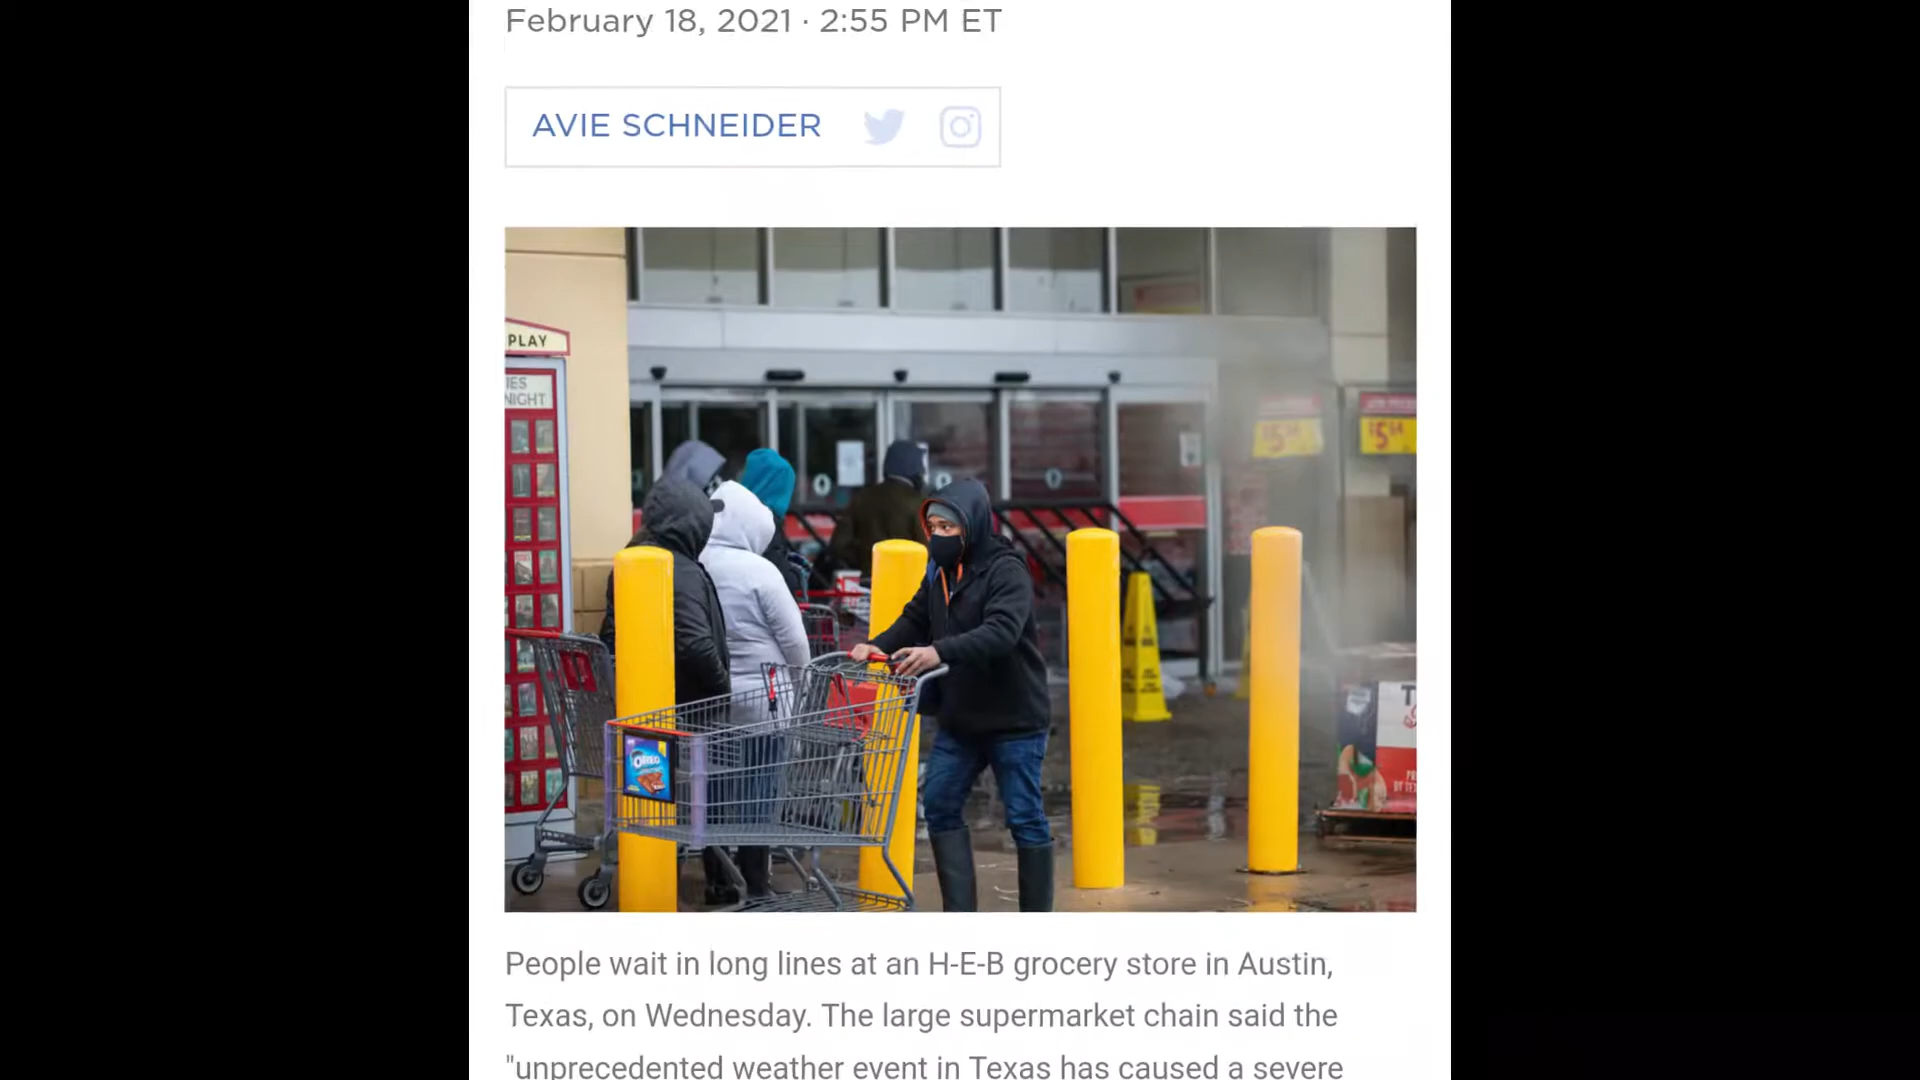 February 18, 2021 · 2:55 PM ET
AVIE SCHNEIDER
PLAY
NIGHT
$5
OREO
People wait in long lines at an H-E-B grocery store in Austin,
Texas, on Wednesday. The large supermarket chain said the
"unprecedented weather event in Texas has caused a severe